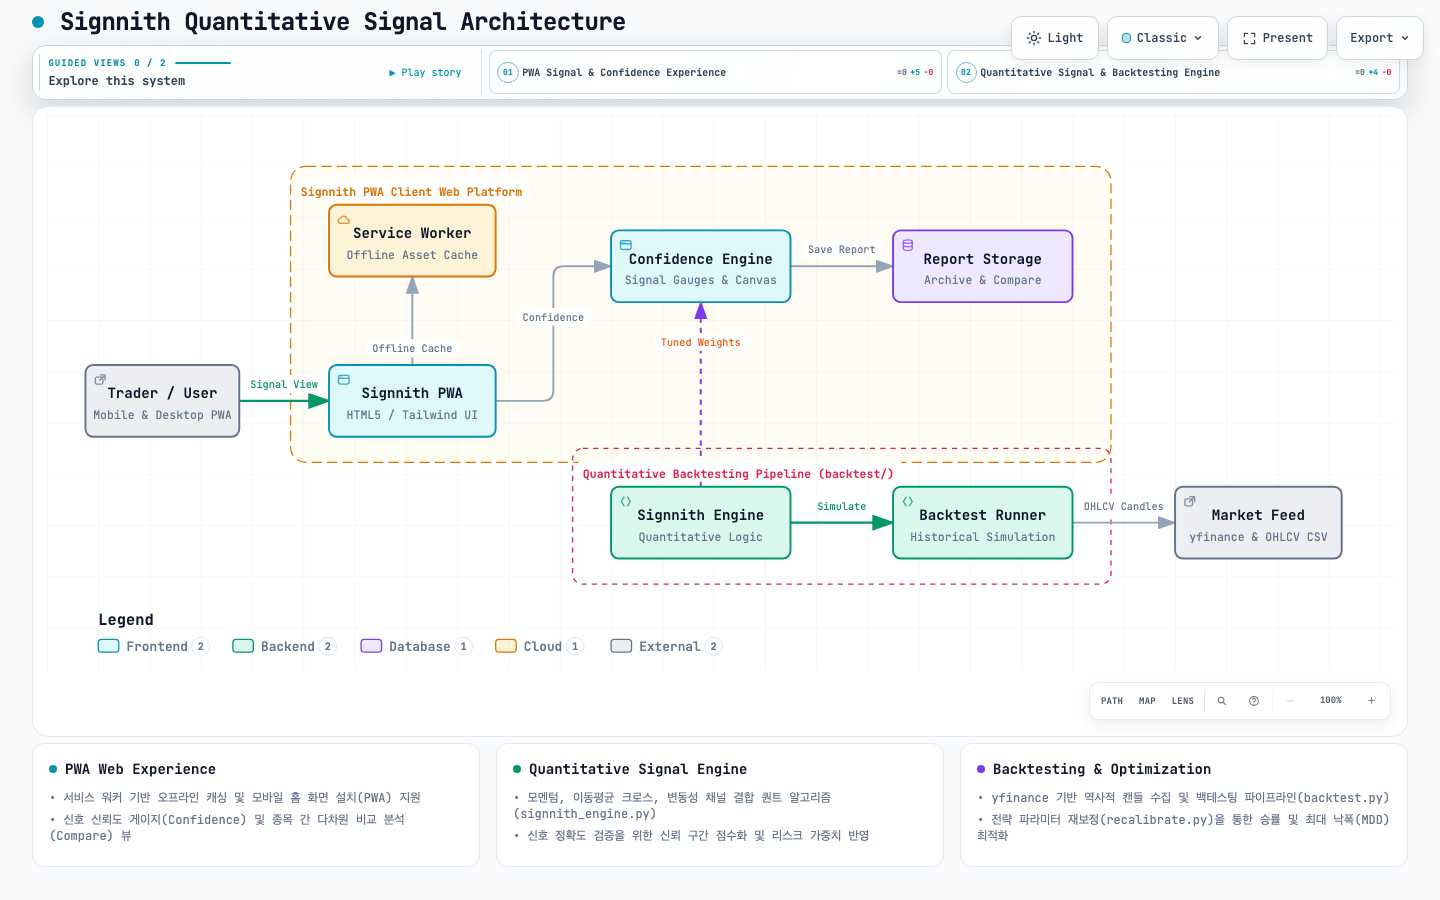 Signnith Quantitative Signal Architecture
Light
Classic
Present
Export
GUIDED VIEWS 0 / 2
Explore this system
▶ Play story
01 PWA Signal & Confidence Experience
=0 +5 -0
02 Quantitative Signal & Backtesting Engine
=0 +4 -0
Signnith PWA Client Web Platform
Service Worker
Offline Asset Cache
Confidence Engine
Signal Gauges & Canvas
Save Report
Report Storage
Archive & Compare
Confidence
Offline Cache
Tuned Weights
Trader / User
Mobile & Desktop PWA
Signal View
Signnith PWA
HTML5 / Tailwind UI
Quantitative Backtesting Pipeline (backtest/)
Signnith Engine
Quantitative Logic
Simulate
Backtest Runner
Historical Simulation
OHLCV Candles
Market Feed
yfinance & OHLCV CSV
Legend
Frontend 2
Backend 2
Database 1
Cloud 1
External 2
PATH
MAP
LENS
100%
PWA Web Experience
• 서비스 워커 기반 오프라인 캐싱 및 모바일 홈 화면 설치(PWA) 지원
• 신호 신뢰도 게이지(Confidence) 및 종목 간 다차원 비교 분석
(Compare) 뷰
Quantitative Signal Engine
• 모멘텀, 이동평균 크로스, 변동성 채널 결합 퀀트 알고리즘
(signnith_engine.py)
• 신호 정확도 검증을 위한 신뢰 구간 점수화 및 리스크 가중치 반영
Backtesting & Optimization
• yfinance 기반 역사적 캔들 수집 및 백테스팅 파이프라인(backtest.py)
• 전략 파라미터 재보정(recalibrate.py)을 통한 승률 및 최대 낙폭(MDD)
최적화